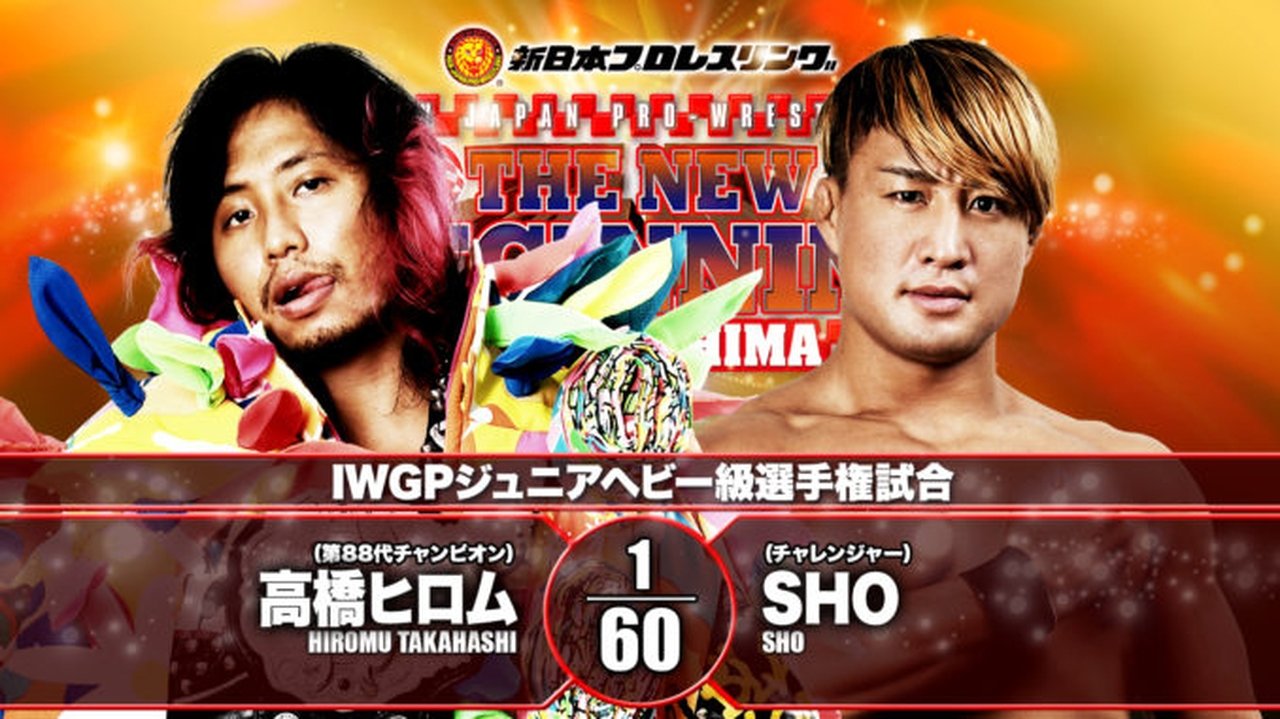 新日本プロレスリング
JAPAN PRO-WREST
THE NEW
GINNIN
HIMA
IWGPジュニアヘビー級選手権試合
(第88代チャンピオン)
高橋ヒロム
HIROMU TAKAHASHI
1
60
(チャレンジャー)
SHO
SHO